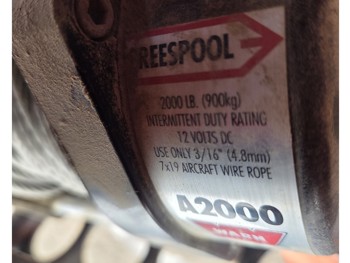 REESPOOL
2000 LB. (900kg)
INTERMITTENT DUTY RATING
12 VOLTS DC
USE ONLY 3/16" (4.8mm)
7x19 AIRCRAFT WIRE ROPE
A2000
WARN